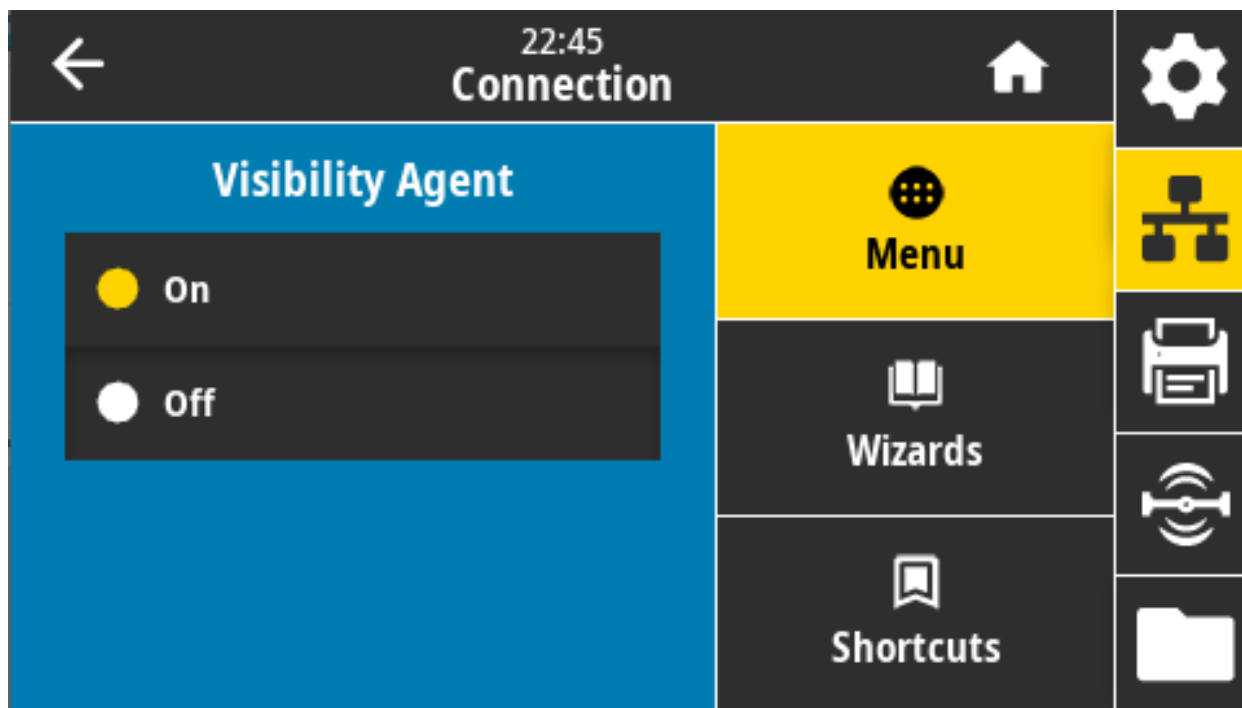 22:45
Connection
Visibility Agent
On
Off
Menu
Wizards
Shortcuts